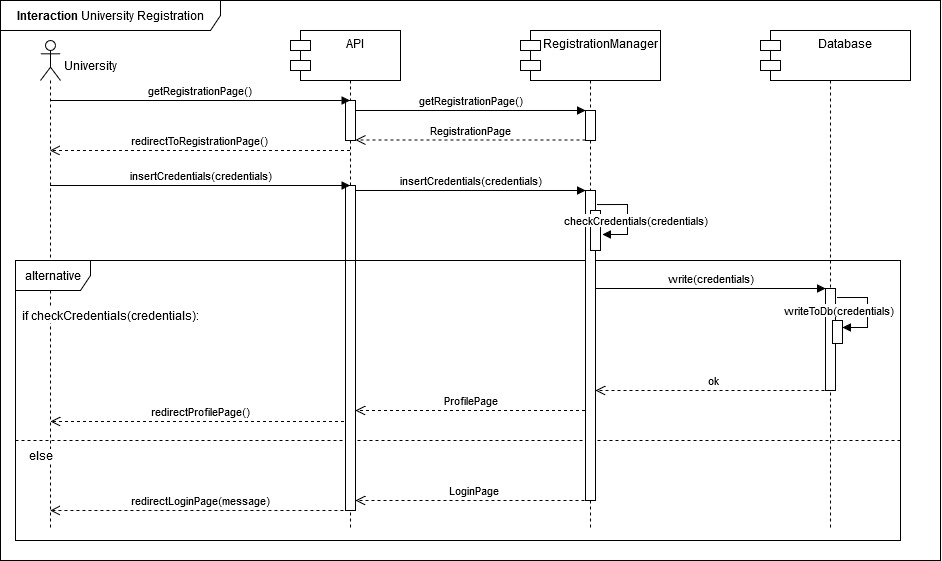 Interaction University Registration
API
RegistrationManager
Database
University
getRegistrationPage()
getRegistrationPage()
RegistrationPage
redirectToRegistrationPage()
insertCredentials(credentials)
insertCredentials(credentials)
checkCredentials(credentials)
alternative
write(credentials)
if checkCredentials(credentials):
writeToDb(credentials)
ok
ProfilePage
redirectProfilePage()
else
LoginPage
redirectLoginPage(message)